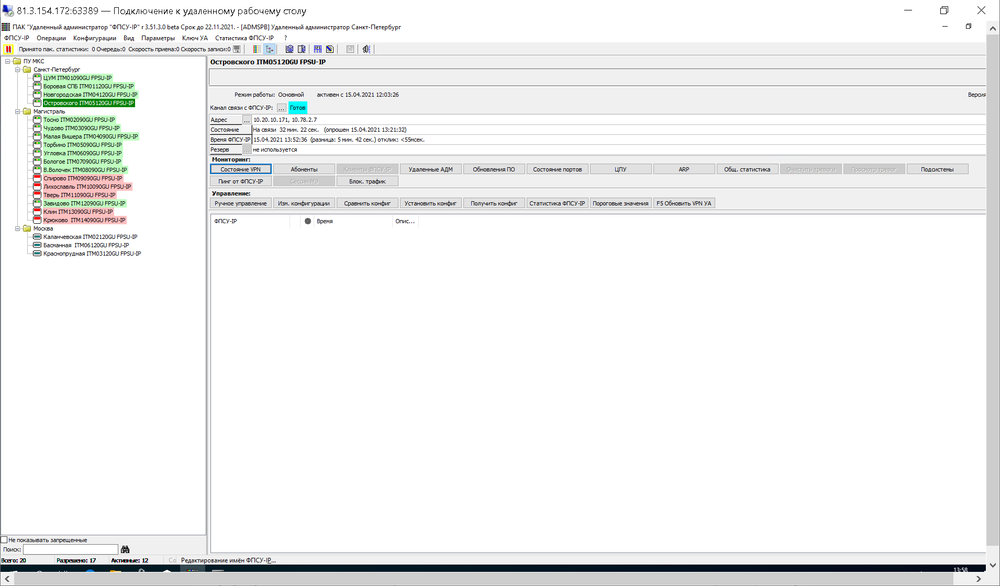 81.3.154.172:63389 — Подключение к удаленному рабочему столу
ПАК "Удаленный администратор "ФПСУ-IP" r 3.51.3.0 beta Срок до 22.11.2021. - [ADMSPB] Удаленный администратор Санкт-Петербург
ФПСУ-IP Операции Конфигурации Вид Параметры Ключ УА Статистика ФПСУ-IP ?
Принято пак. статистики: 0 Очередь:0 Скорость приема:0 Скорость записи:0
ПУ МКС
Санкт-Петербург
ЦУМ ITM01090GU FPSU-IP
Боровая СПБ ITM01120GU FPSU-IP
Новгородская ITM04120GU FPSU-IP
Островского ITM05120GU FPSU-IP
Магистраль
Тосно ITM02090GU FPSU-IP
Чудово ITM03090GU FPSU-IP
Малая Вишера ITM04090GU FPSU-IP
Торбино ITM05090GU FPSU-IP
Угловка ITM06090GU FPSU-IP
Бологое ITM07090GU FPSU-IP
В.Волочек ITM08090GU FPSU-IP
Спирово ITM09090GU FPSU-IP
Лихославль ITM10090GU FPSU-IP
Тверь ITM11090GU FPSU-IP
Завидово ITM12090GU FPSU-IP
Клин ITM13090GU FPSU-IP
Крюково ITM14090GU FPSU-IP
Москва
Каланчевская ITM02120GU FPSU-IP
Басманная ITM06120GU FPSU-IP
Краснопрудная ITM03120GU FPSU-IP
Не показывать запрещенные
Поиск:
Островского ITM05120GU FPSU-IP
Режим работы: Основной активен с 15.04.2021 12:03:26 Версия
Канал связи с ФПСУ-IP: ... Готов
Адрес ... 10.20.10.171, 10.78.2.7
Состояние На связи 32 мин. 22 сек. (опрошен 15.04.2021 13:21:32)
Время ФПСУ-IP 15.04.2021 13:52:36 (разница: 5 мин. 42 сек.) отклик: <55мсек.
Резерв ... не используется
Мониторинг:
Состояние VPN Абоненты Клиенты ФПСУ-IP Удаленные АДМ Обновления ПО Состояние портов ЦПУ ARP Общ. статистика Очистить тревоги Просмотр тревог Подсистемы
Пинг от ФПСУ-IP Сессии МЭ Блок. трафик
Управление:
Ручное управление Изм. конфигурации Сравнить конфиг Установить конфиг Получить конфиг Статистика ФПСУ-IP Пороговые значения F5 Обновить VPN УА
ФПСУ-IP Время Опис...
Всего: 20 Разрешено: 17 Активные: 12 Со Редактирование имён ФПСУ-IP...
13:58